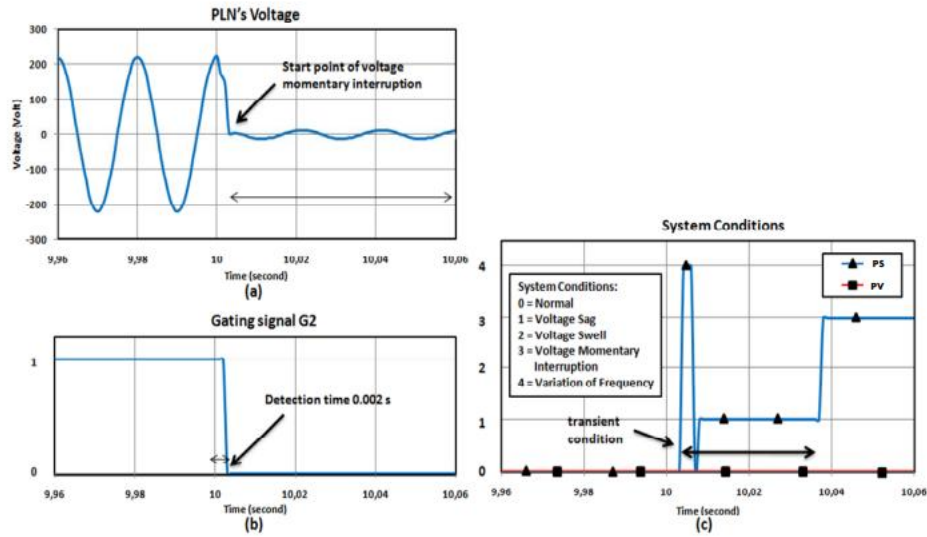 PLN's Voltage
300
200
100
0
-100
-200
-300
Voltage [Volt]
Start point of voltage
momentary interruption
9,96
9,98
10
10,02
10,04
10,06
Time (second)
(a)
Gating signal G2
1
0
Detection time 0.002 s
9,96
9,98
10
10,02
10,04
10,06
Time (second)
(b)
System Conditions
4
3
2
1
0
System Conditions:
0 = Normal
1 = Voltage Sag
2 = Voltage Swell
3 = Voltage Momentary
Interruption
4 = Variation of Frequency
PS
PV
transient
condition
9,96
9,98
10
10,02
10,04
10,06
Time (second)
(c)